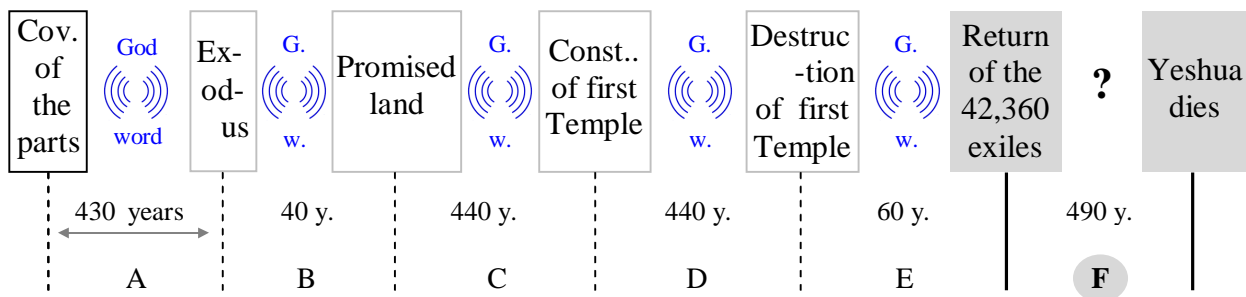 Cov.
of
the
parts
God
word
Ex-
od-
us
G.
w.
Promised
land
G.
w.
Const..
of first
Temple
G.
w.
Destruc
-tion
of first
Temple
G.
w.
Return
of the
42,360
exiles
?
Yeshua
dies
430 years
40 y.
440 y.
440 y.
60 y.
490 y.
A
B
C
D
E
F